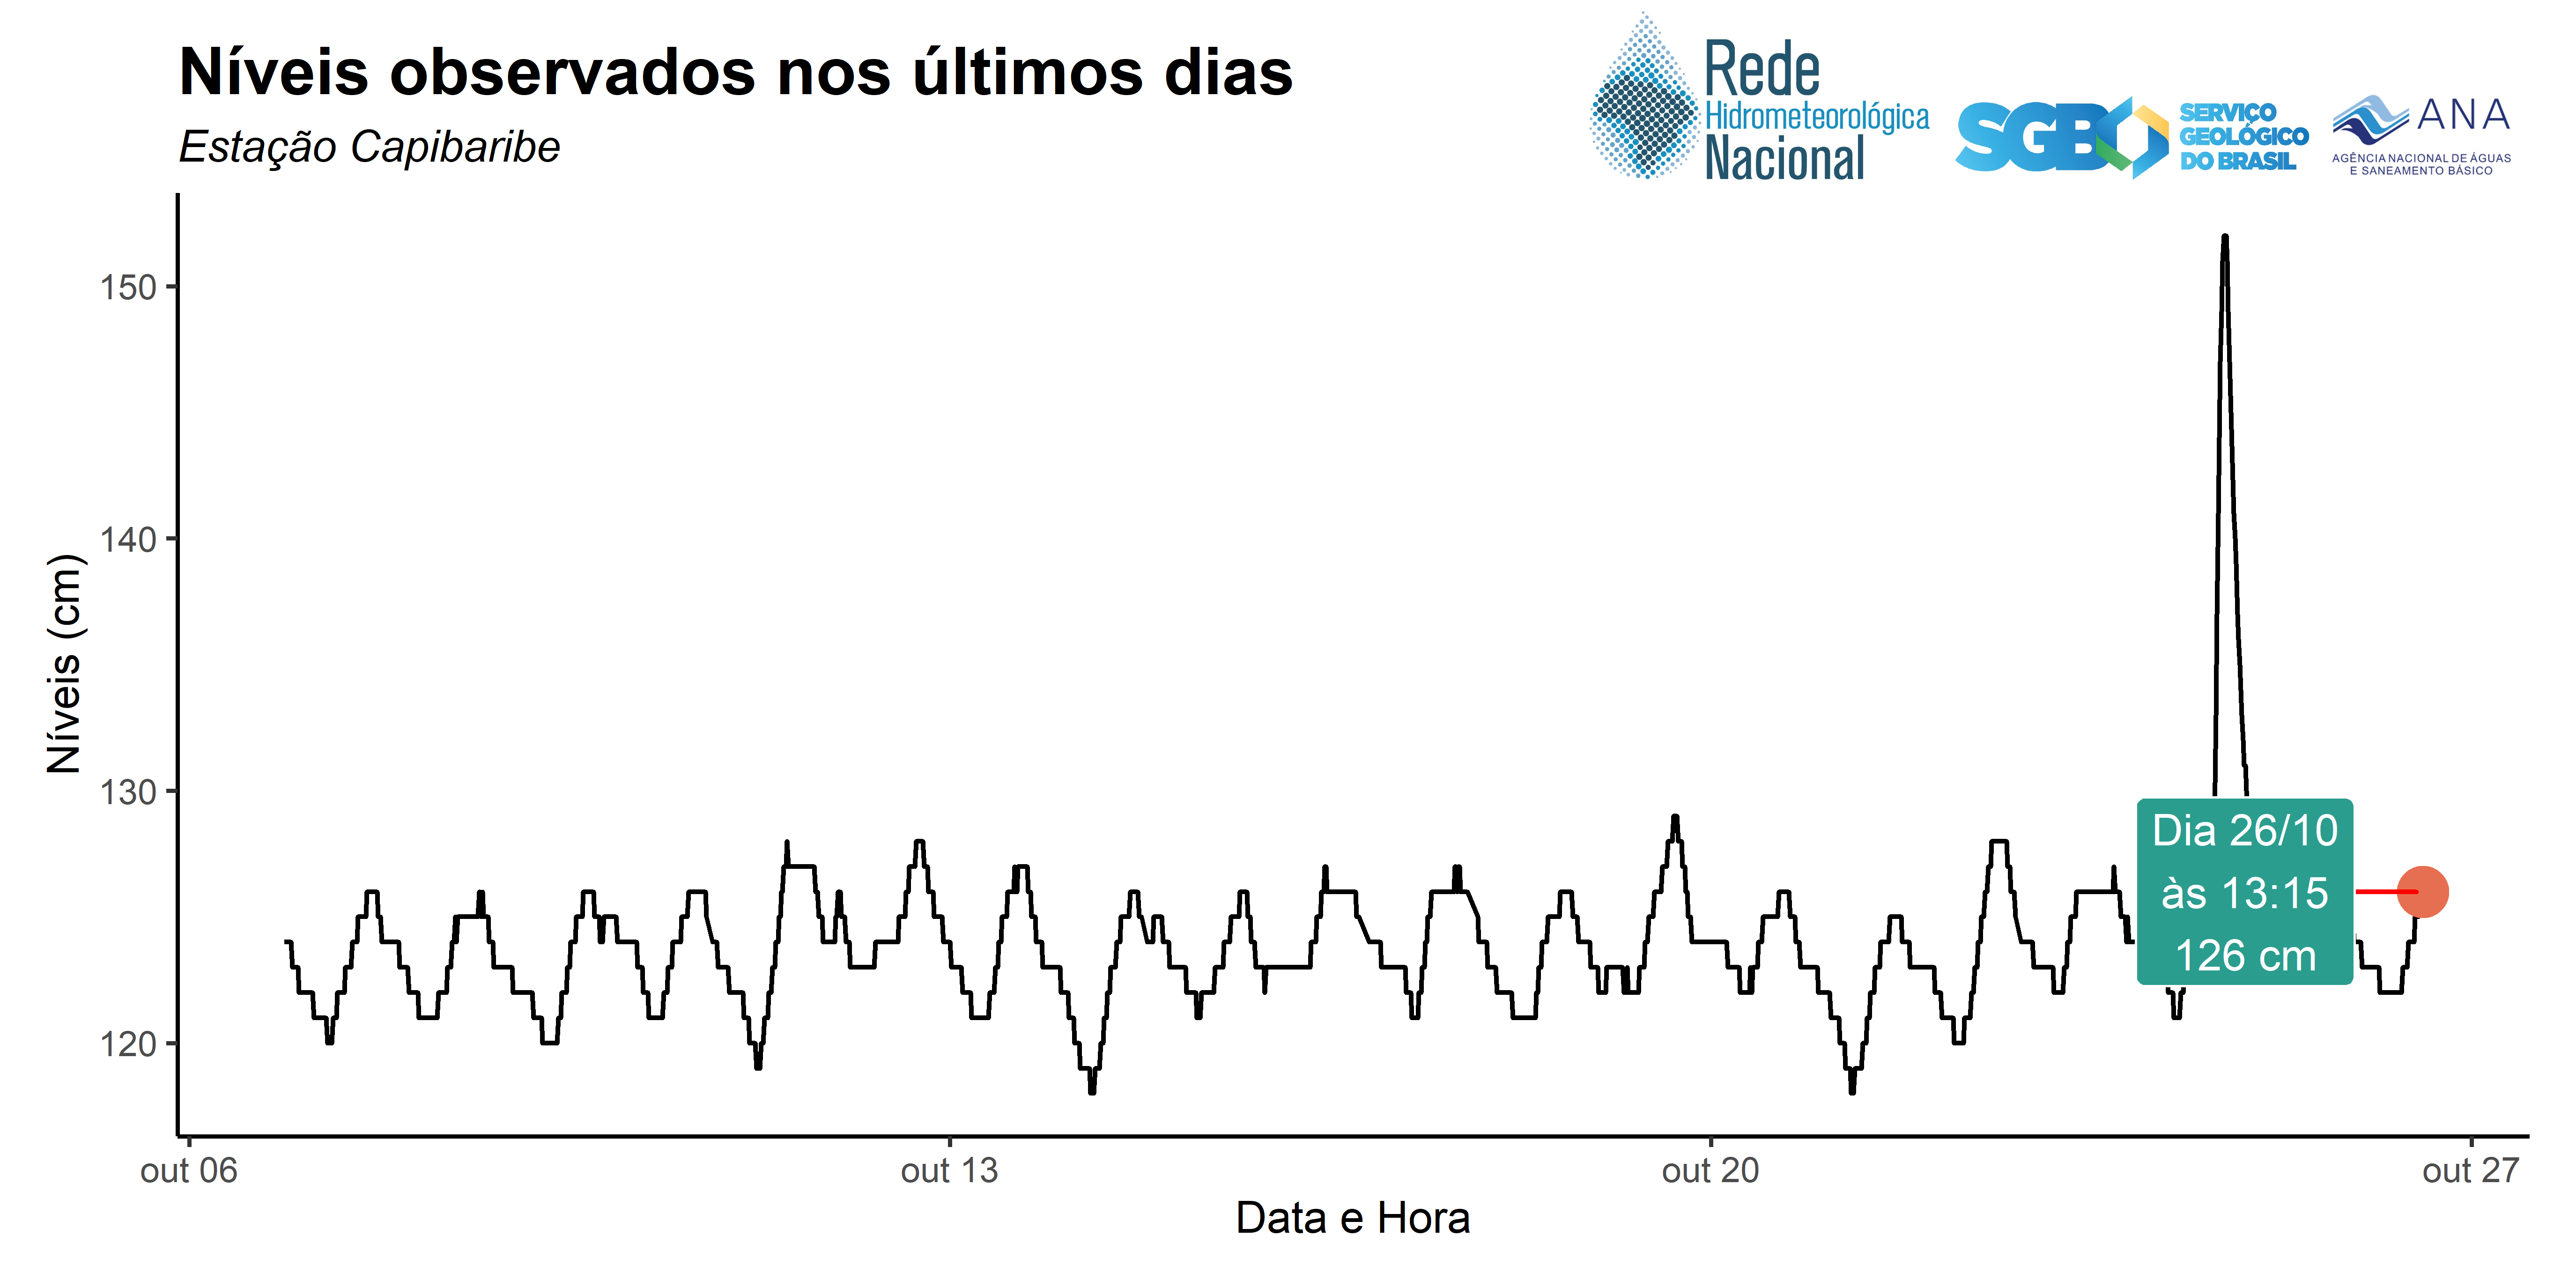 Níveis observados nos últimos dias
Estação Capibaribe
Rede
Hidrometeorológica
Nacional
SGB
SERVIÇO
GEOLÓGICO
DO BRASIL
ANA
AGÊNCIA NACIONAL DE ÁGUAS
E SANEAMENTO BÁSICO
Níveis (cm)
150
140
130
120
Dia 26/10
às 13:15
126 cm
out 06
out 13
out 20
out 27
Data e Hora